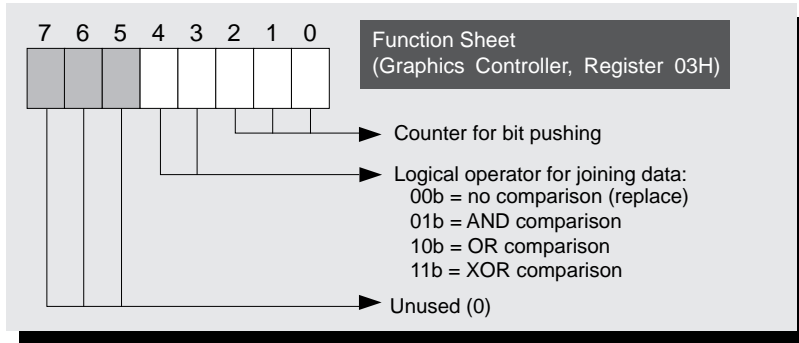 7 6 5 4 3 2 1 0
Function Sheet
(Graphics Controller, Register 03H)
Counter for bit pushing
Logical operator for joining data:
00b = no comparison (replace)
01b = AND comparison
10b = OR comparison
11b = XOR comparison
Unused (0)